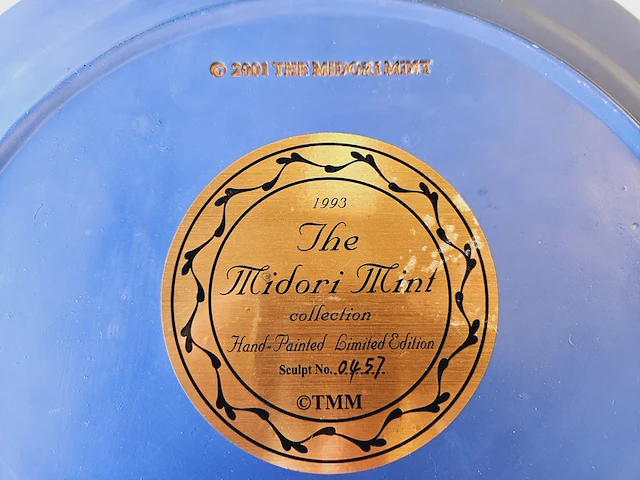 © 2001 THE MIDORI MINT
1993
The
Midori Mint
collection
Hand-Painted Limited Edition
Sculpt No. 0457
©TMM